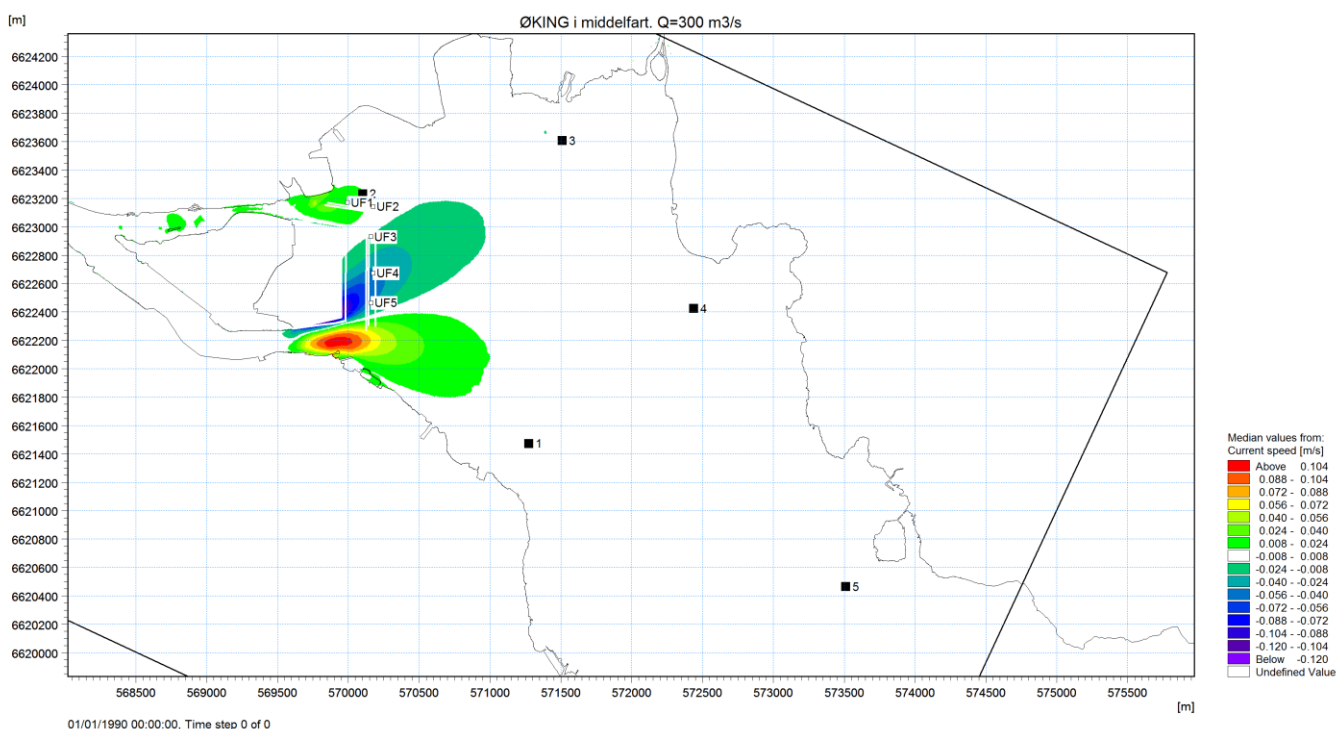 [m]
ØKING i middelfart. Q=300 m3/s
6624200
6624000
6623800
6623600
6623400
6623200
6623000
6622800
6622600
6622400
6622200
6622000
6621800
6621600
6621400
6621200
6621000
6620800
6620600
6620400
6620200
6620000
3
2
UF1
UF2
UF3
UF4
UF5
4
1
5
568500 569000 569500 570000 570500 571000 571500 572000 572500 573000 573500 574000 574500 575000 575500
[m]
Median values from:
Current speed [m/s]
Above 0.104
0.088 - 0.104
0.072 - 0.088
0.056 - 0.072
0.040 - 0.056
0.024 - 0.040
0.008 - 0.024
-0.008 - 0.008
-0.024 - -0.008
-0.040 - -0.024
-0.056 - -0.040
-0.072 - -0.056
-0.088 - -0.072
-0.104 - -0.088
-0.120 - -0.104
Below -0.120
Undefined Value
01/01/1990 00:00:00, Time step 0 of 0